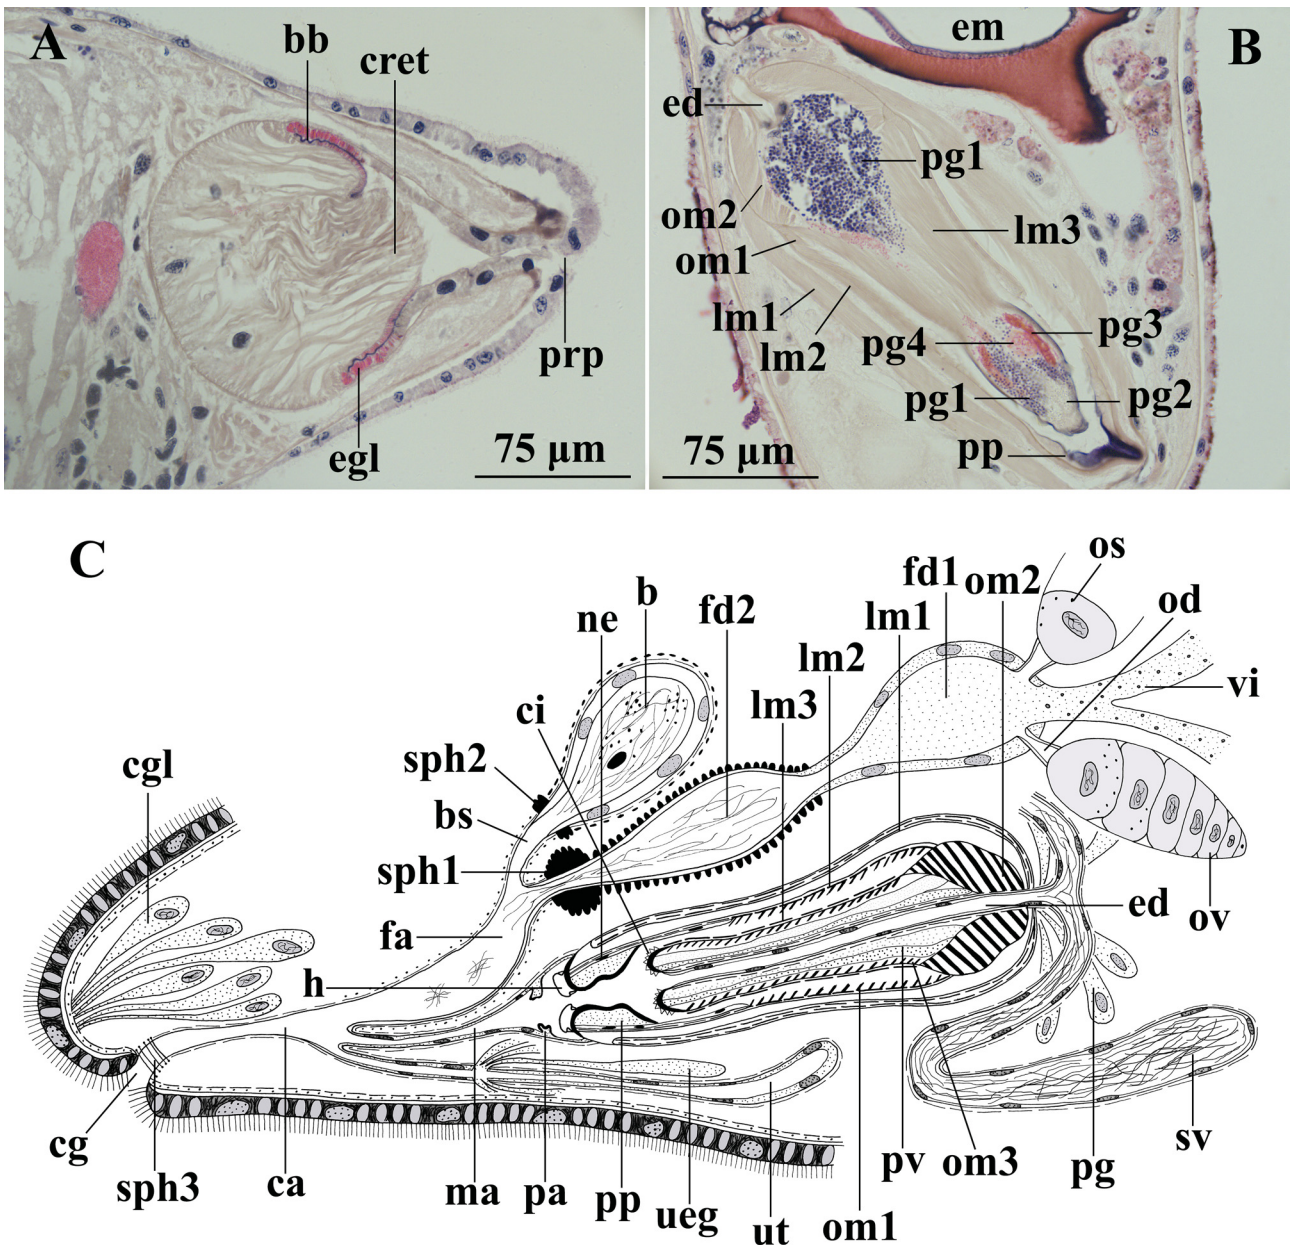 A
bb
cret
prp
egl
75 µm
B
em
ed
pg1
om2
om1
lm3
lm1
lm2
pg3
pg4
pg1
pg2
pp
75 µm
C
os
fd1
om2
od
b
ne
fd2
lm1
lm2
vi
lm3
ci
cgl
sph2
bs
sph1
ed
ov
fa
h
cg
sph3
ca
ma
pa
pp
ueg
ut
om1
pv
om3
pg
sv